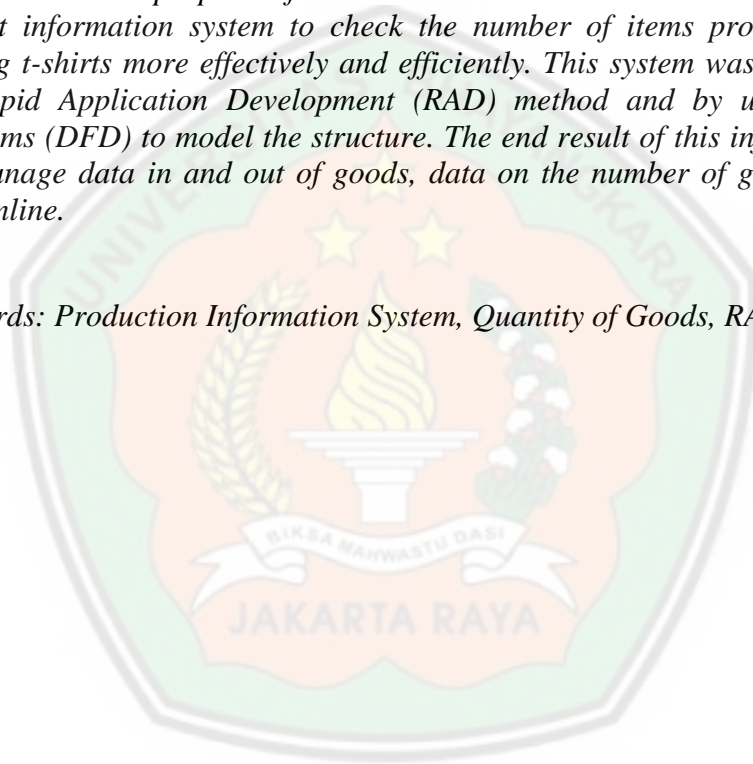 t information system to check the number of items pro
g t-shirts more effectively and efficiently. This system was
pid Application Development (RAD) method and by u
ms (DFD) to model the structure. The end result of this in
anage data in and out of goods, data on the number of g
nline.
rds: Production Information System, Quantity of Goods, RA
UNIVERSITAS BHAYANGKARA
BIKSA MAHWASTU DASI
JAKARTA RAYA